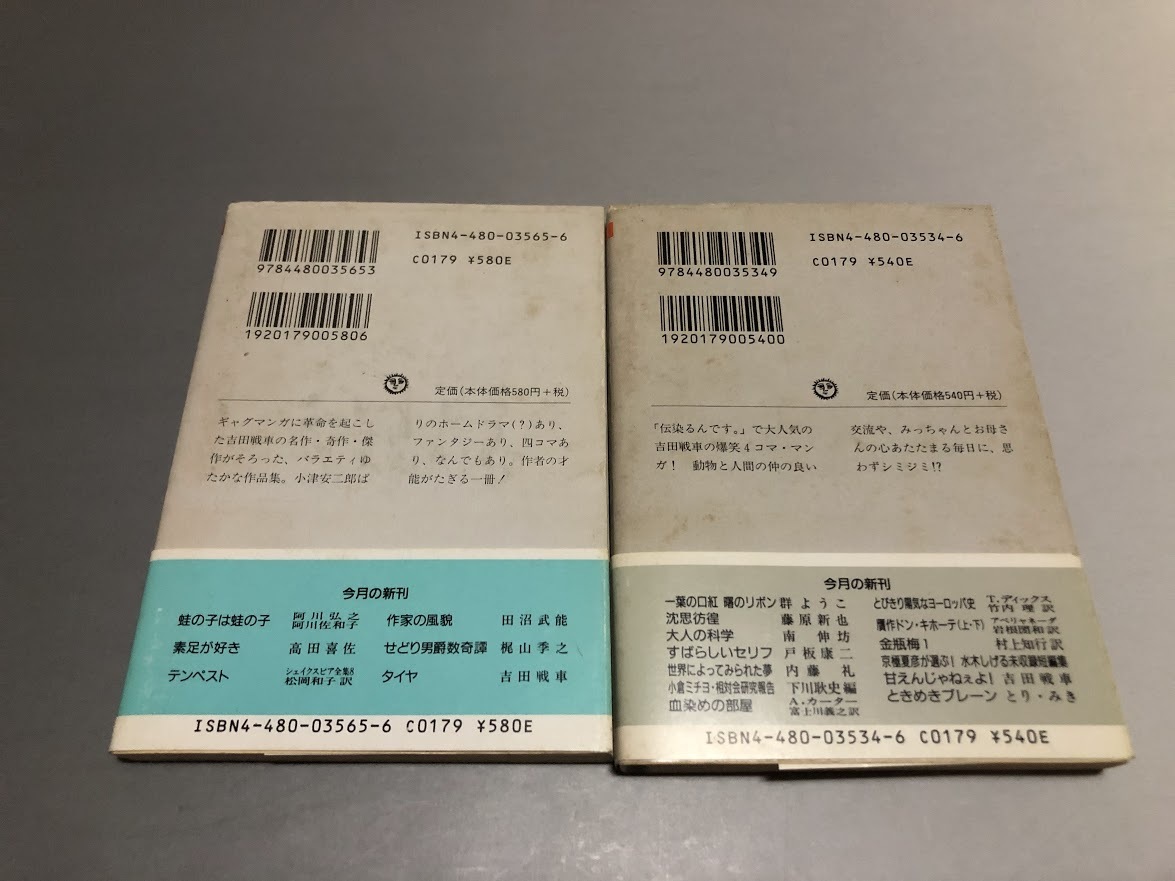 ISBN4-480-03565-6
9784480035653
C0179 ¥580E
1920179005806
定価(本体価格580円+税)
ギャグマンガに革命を起こし
た吉田戦車の名作・奇作・傑
作がそろった、バラエティゆ
たかな作品集。小津安二郎ば
りのホームドラマ(?)あり、
ファンタジーあり、四コマあ
り、なんでもあり。作者の才
能がたぎる一冊!
今月の新刊
蛙の子は蛙の子 阿川弘之 阿川佐和子
素足が好き 高田喜佐
テンペスト シェイクスピア全集8 松岡和子訳
作家の風貌 田沼武能
せどり男爵数奇譚 梶山季之
タイヤ 吉田戦車
ISBN4-480-03565-6 C0179 ¥580E
ISBN4-480-03534-6
9784480035349
C0179 ¥540E
1920179005400
定価(本体価格540円+税)
「伝染るんです。」で大人気の
吉田戦車の爆笑4コマ・マン
ガ! 動物と人間の仲の良い
交流や、みっちゃんとお母さ
んの心あたたまる毎日に、思
わずシミジミ!?
今月の新刊
一葉の口紅 曙のリボン 群ようこ
沈思彷徨 藤原新也
大人の科学 南伸坊
すばらしいセリフ 戸板康二
世界によってみられた夢 内藤礼
小倉ミチヨ・相対会研究報告 下川耿史編
血染めの部屋 A.カーター 富士川義之訳
とびきり陽気なヨーロッパ史 T.ディックス 竹内理訳
贋作ドン・キホーテ(上・下) アベリャネーダ 岩根圀和訳
金瓶梅1 村上知行訳
京極夏彦が選ぶ! 水木しげる未収録短編集
甘えんじゃねぇよ! 吉田戦車
ときめきブレーン とり・みき
ISBN4-480-03534-6 C0179 ¥540E